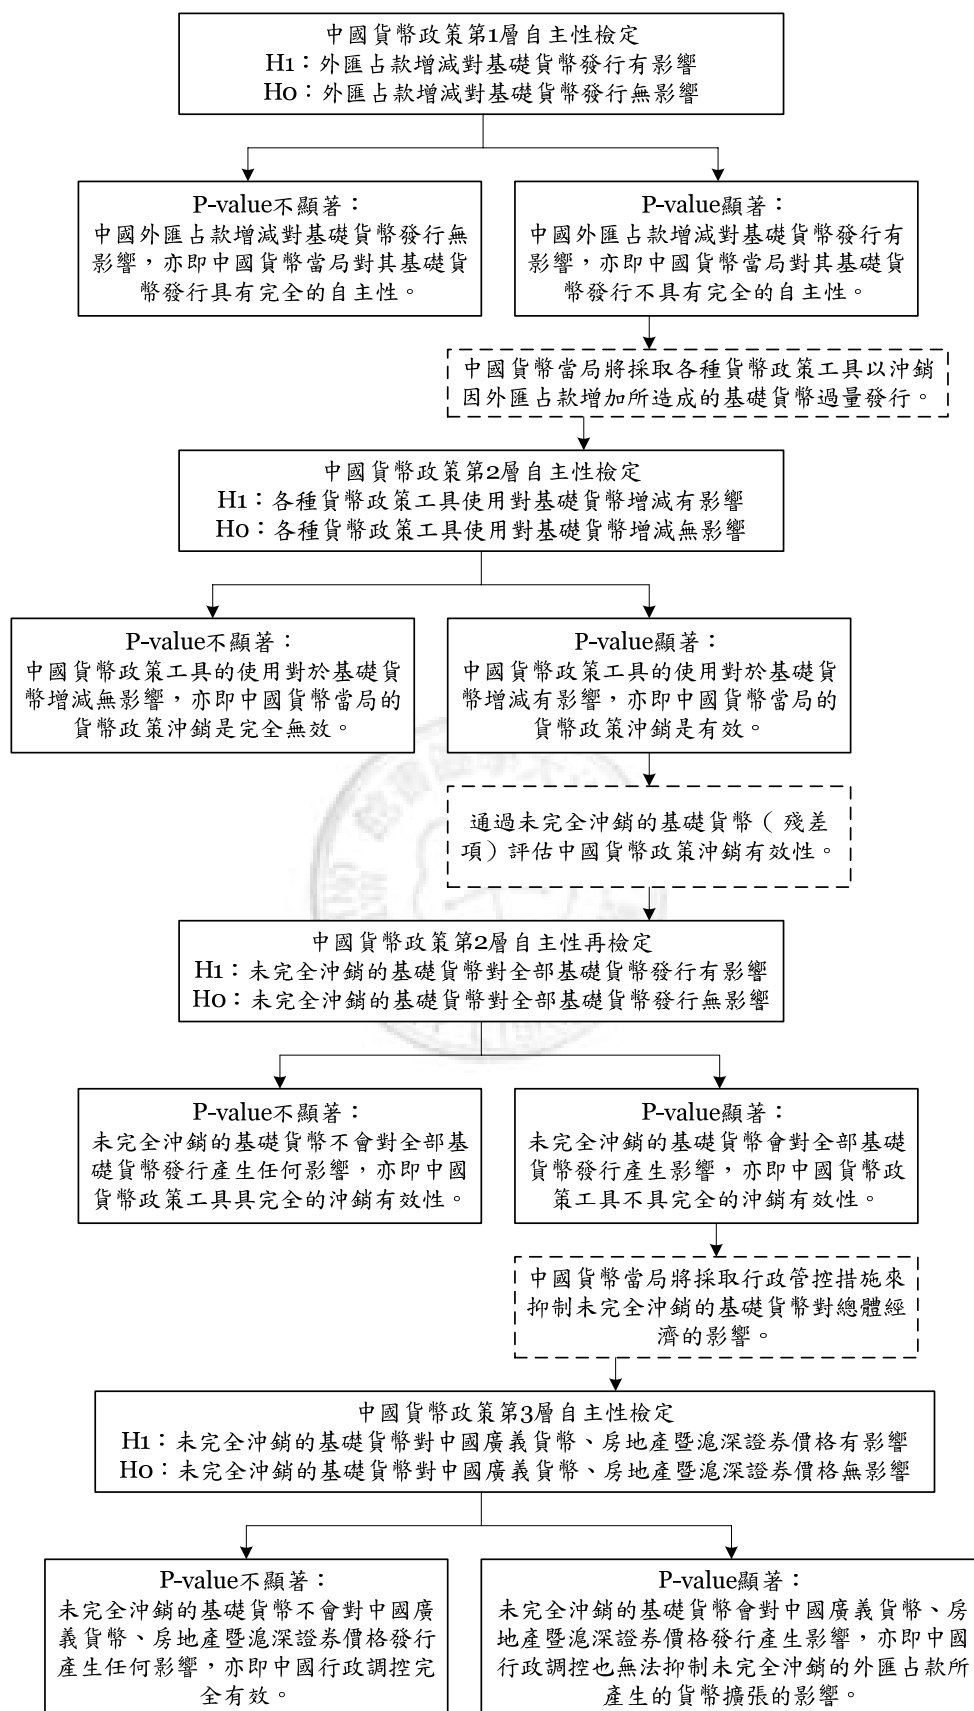 中國貨幣政策第1層自主性檢定
H1：外匯占款增減對基礎貨幣發行有影響
H0：外匯占款增減對基礎貨幣發行無影響
P-value不顯著：
中國外匯占款增減對基礎貨幣發行無
影響，亦即中國貨幣當局對其基礎貨
幣發行具有完全的自主性。
P-value顯著：
中國外匯占款增減對基礎貨幣發行有
影響，亦即中國貨幣當局對其基礎貨
幣發行不具有完全的自主性。
中國貨幣當局將採取各種貨幣政策工具以沖銷
因外匯占款增加所造成的基礎貨幣過量發行。
中國貨幣政策第2層自主性檢定
H1：各種貨幣政策工具使用對基礎貨幣增減有影響
H0：各種貨幣政策工具使用對基礎貨幣增減無影響
P-value不顯著：
中國貨幣政策工具的使用對於基礎貨
幣增減無影響，亦即中國貨幣當局的
貨幣政策沖銷是完全無效。
P-value顯著：
中國貨幣政策工具的使用對於基礎貨
幣增減有影響，亦即中國貨幣當局的
貨幣政策沖銷是有效。
通過未完全沖銷的基礎貨幣（殘差
項）評估中國貨幣政策沖銷有效性。
中國貨幣政策第2層自主性再檢定
H1：未完全沖銷的基礎貨幣對全部基礎貨幣發行有影響
H0：未完全沖銷的基礎貨幣對全部基礎貨幣發行無影響
P-value不顯著：
未完全沖銷的基礎貨幣不會對全部基
礎貨幣發行產生任何影響，亦即中國
貨幣政策工具具完全的沖銷有效性。
P-value顯著：
未完全沖銷的基礎貨幣會對全部基礎
貨幣發行產生影響，亦即中國貨幣政
策工具不具完全的沖銷有效性。
中國貨幣當局將採取行政管控措施來
抑制未完全沖銷的基礎貨幣對總體經
濟的影響。
中國貨幣政策第3層自主性檢定
H1：未完全沖銷的基礎貨幣對中國廣義貨幣、房地產暨滬深證券價格有影響
H0：未完全沖銷的基礎貨幣對中國廣義貨幣、房地產暨滬深證券價格無影響
P-value不顯著：
未完全沖銷的基礎貨幣不會對中國廣
義貨幣、房地產暨滬深證券價格發行
產生任何影響，亦即中國行政調控完
全有效。
P-value顯著：
未完全沖銷的基礎貨幣會對中國廣義貨幣、房
地產暨滬深證券價格發行產生影響，亦即中國
行政調控也無法抑制未完全沖銷的外匯占款所
產生的貨幣擴張的影響。